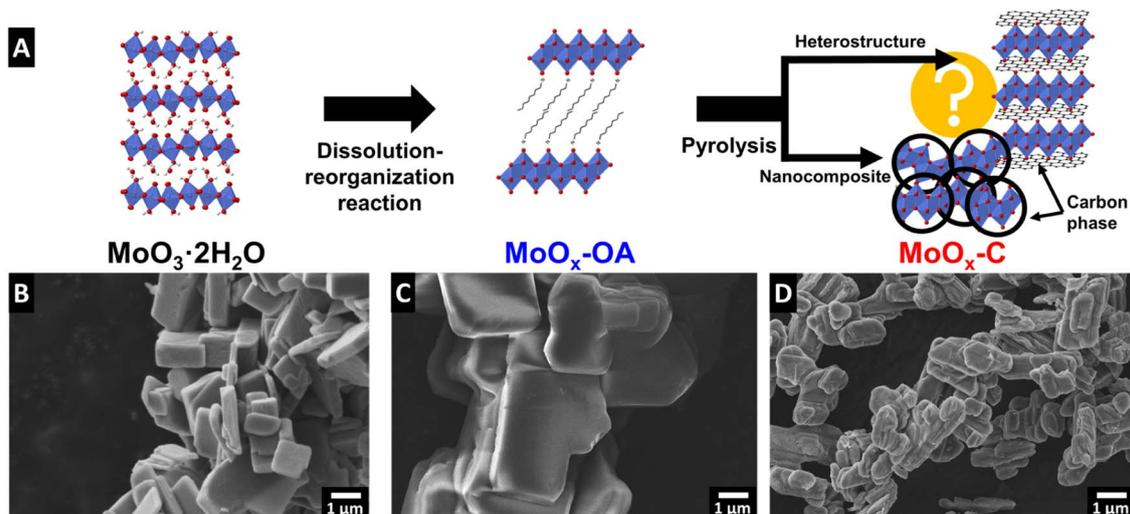 A
Heterostructure
?
Dissolution-
reorganization
reaction
Pyrolysis
Nanocomposite
Carbon
phase
MoO₃·2H₂O
MoOₓ-OA
MoOₓ-C
B
1 µm
C
1 µm
D
1 µm